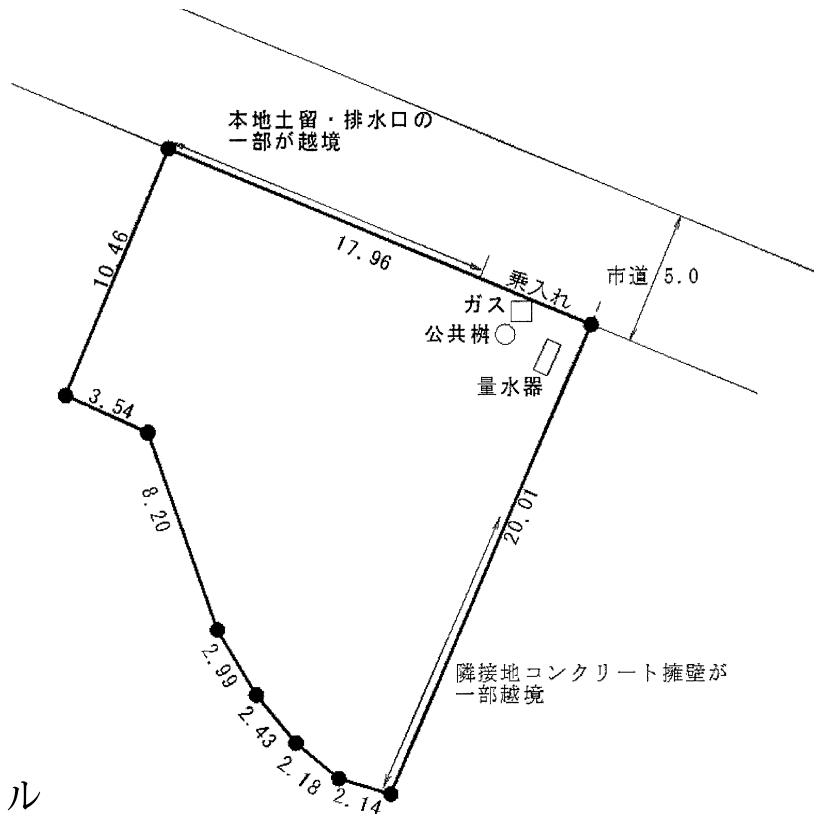 本地土留・排水口の
一部が越境
10.46
17.96
乗入れ
市道 5.0
ガス
公共桝
量水器
3.54
8.20
20.01
2.99
隣接地コンクリート擁壁が
一部越境
2.43
2.18
2.14
ル